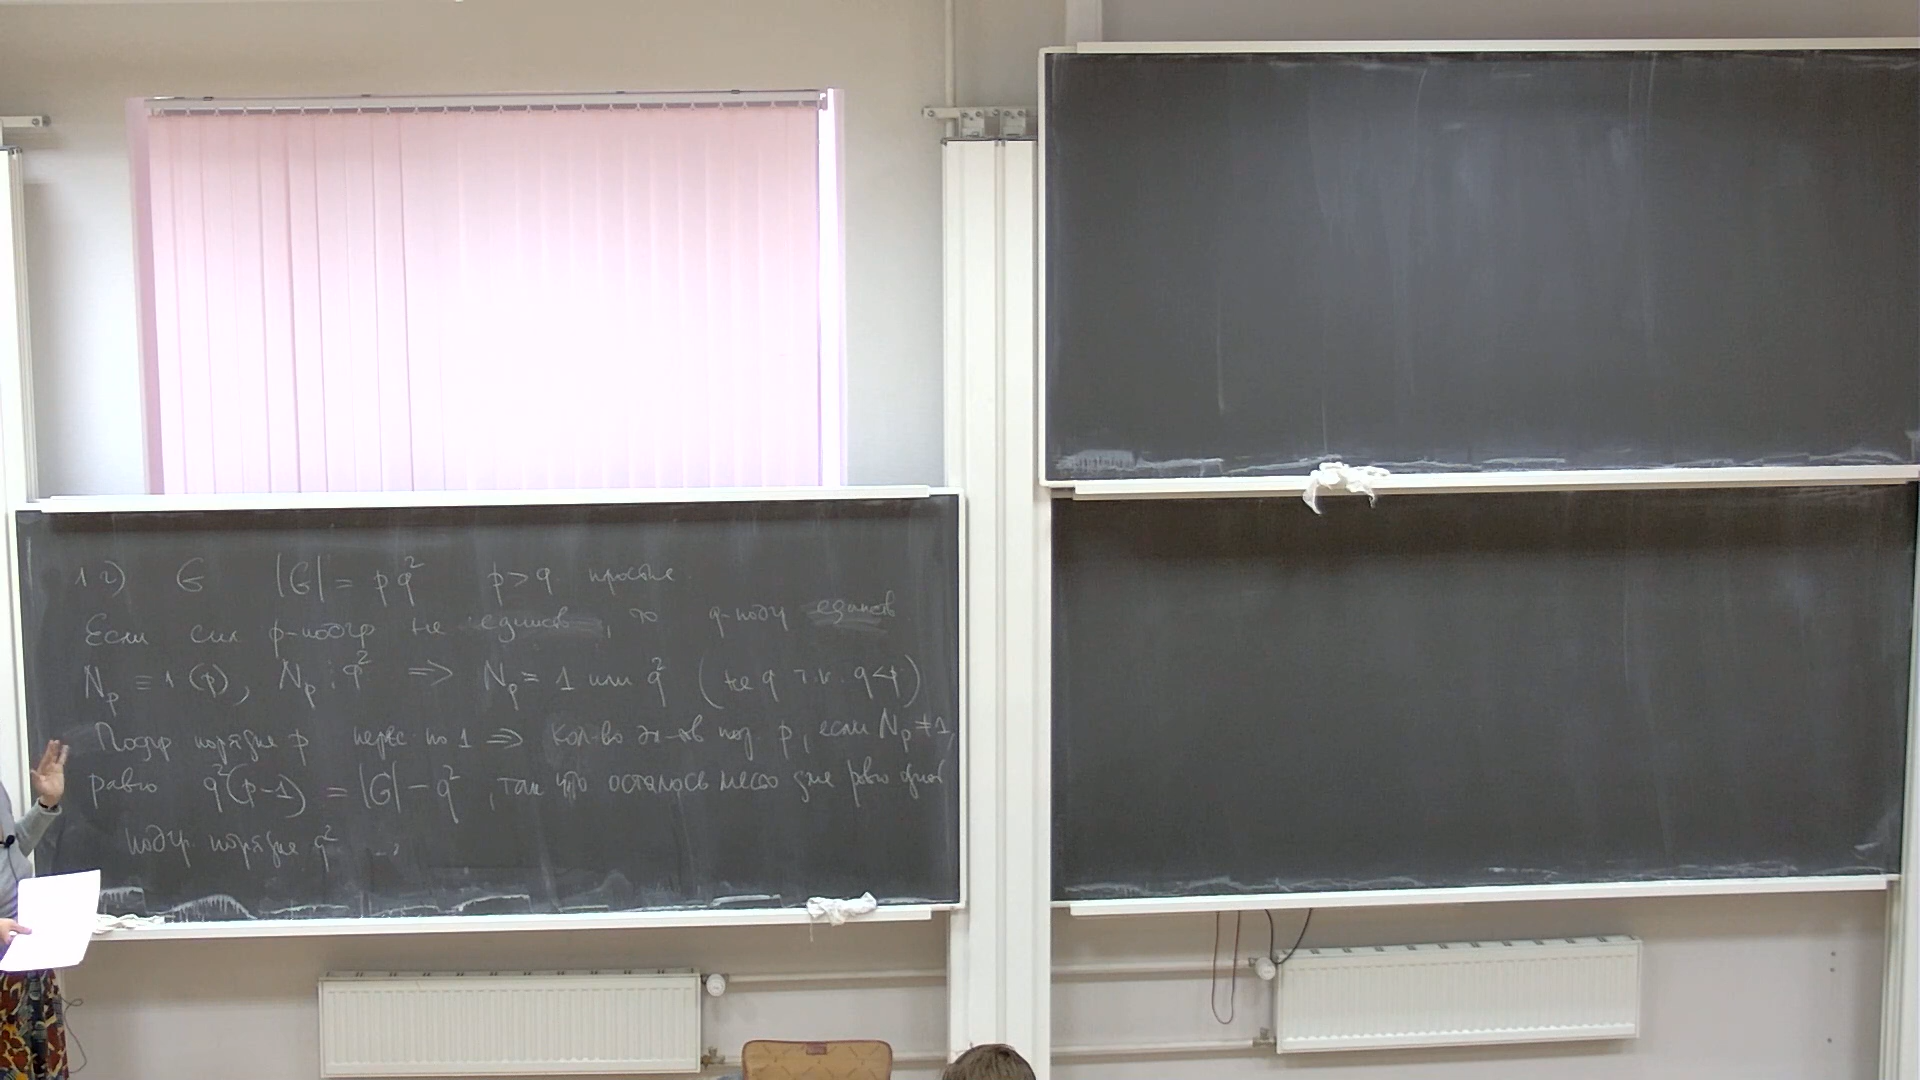 1 г) G |G| = pq² p>q простые
Если сил p-подгр не единств, то q-подгр единств
N_p ≡ 1 (p), N_p ⋮ q² ⇒ N_p = 1 или q² (не q т.к. q<p)
Подгр порядка p перес. по 1 ⇒ кол-во эл-ов пор. p, если N_p ≠ 1,
равно q²(p-1) = |G| - q², так что осталось место для ровно одной
подгр. порядка q²